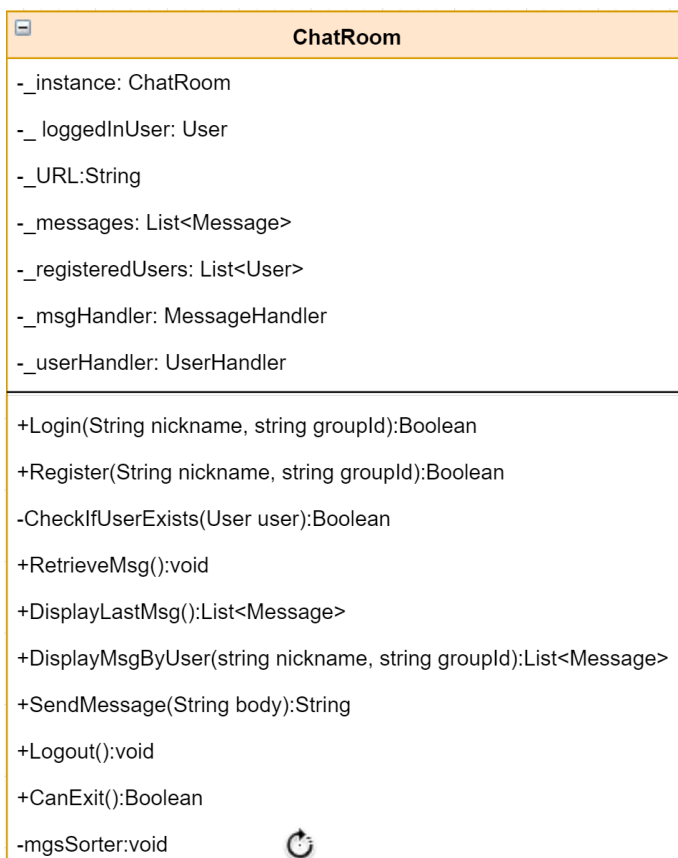 ChatRoom
-_instance: ChatRoom
-_ loggedInUser: User
-_URL:String
-_messages: List<Message>
-_registeredUsers: List<User>
-_msgHandler: MessageHandler
-_userHandler: UserHandler
+Login(String nickname, string groupId):Boolean
+Register(String nickname, string groupId):Boolean
-CheckIfUserExists(User user):Boolean
+RetrieveMsg():void
+DisplayLastMsg():List<Message>
+DisplayMsgByUser(string nickname, string groupId):List<Message>
+SendMessage(String body):String
+Logout():void
+CanExit():Boolean
-mgsSorter:void